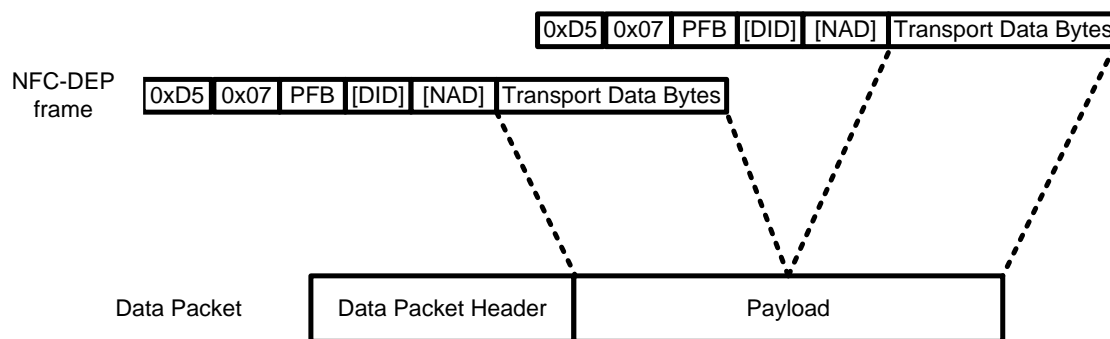 0xD5 0x07 PFB [DID] [NAD] Transport Data Bytes
NFC-DEP
frame
0xD5 0x07 PFB [DID] [NAD] Transport Data Bytes
Data Packet Data Packet Header Payload